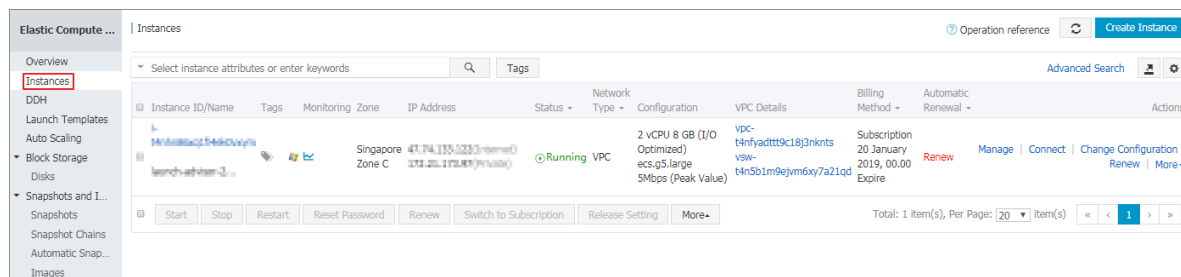 Elastic Compute ...
Instances
Operation reference
Create Instance
Overview
Instances
DDH
Launch Templates
Auto Scaling
Block Storage
Disks
Snapshots and I...
Snapshots
Snapshot Chains
Automatic Snap...
Images
Select instance attributes or enter keywords
Tags
Advanced Search
Instance ID/Name
Tags
Monitoring
Zone
IP Address
Status
Network
Type
Configuration
VPC Details
Billing
Method
Automatic
Renewal
Actions
Singapore
Zone C
Running
VPC
2 vCPU 8 GB (I/O
Optimized)
ecs.g5.large
5Mbps (Peak Value)
vpc-
t4nfyadttt9c18j3nknts
vsw-
t4n5b1m9ejvm6xy7a21qd
Subscription
20 January
2019, 00.00
Expire
Renew
Manage | Connect | Change Configuration
Renew | More
Start
Stop
Restart
Reset Password
Renew
Switch to Subscription
Release Setting
More
Total: 1 item(s), Per Page: 20 item(s) « < 1 > »